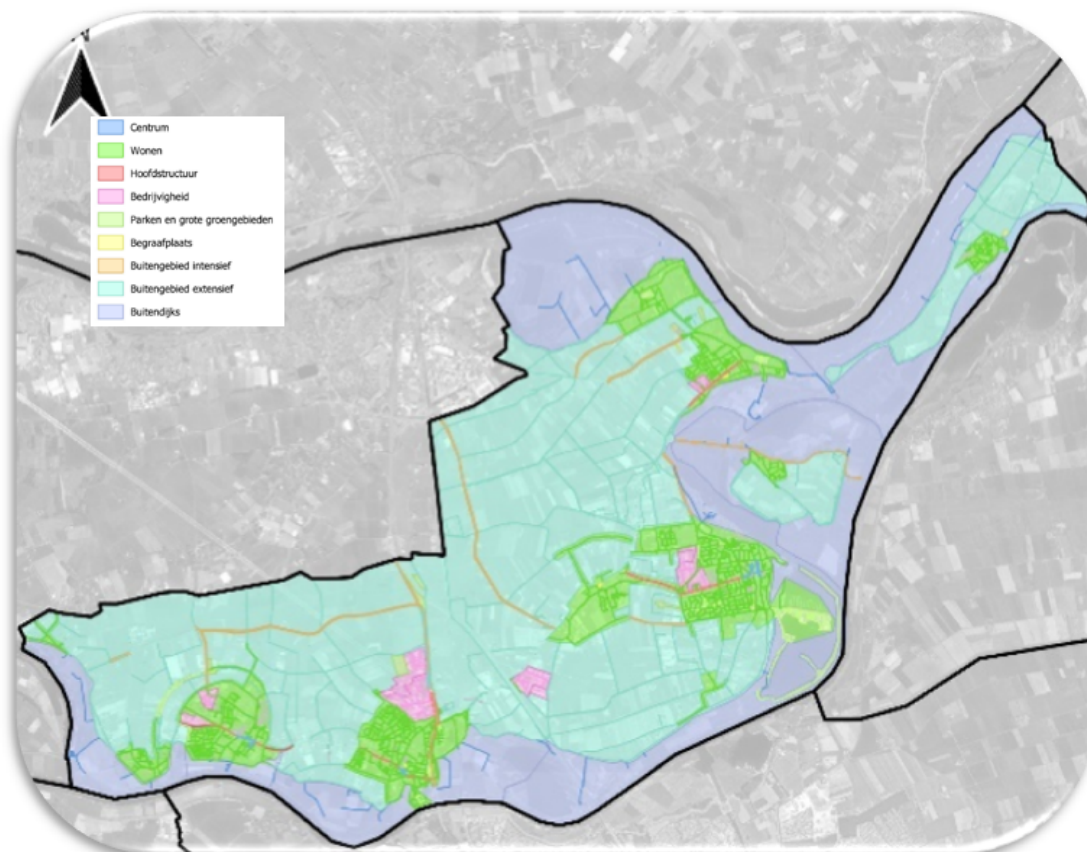 N
Centrum
Wonen
Hoofdstructuur
Bedrijvigheid
Parken en grote groengebieden
Begraafplaats
Buitengebied intensief
Buitengebied extensief
Buitendijks